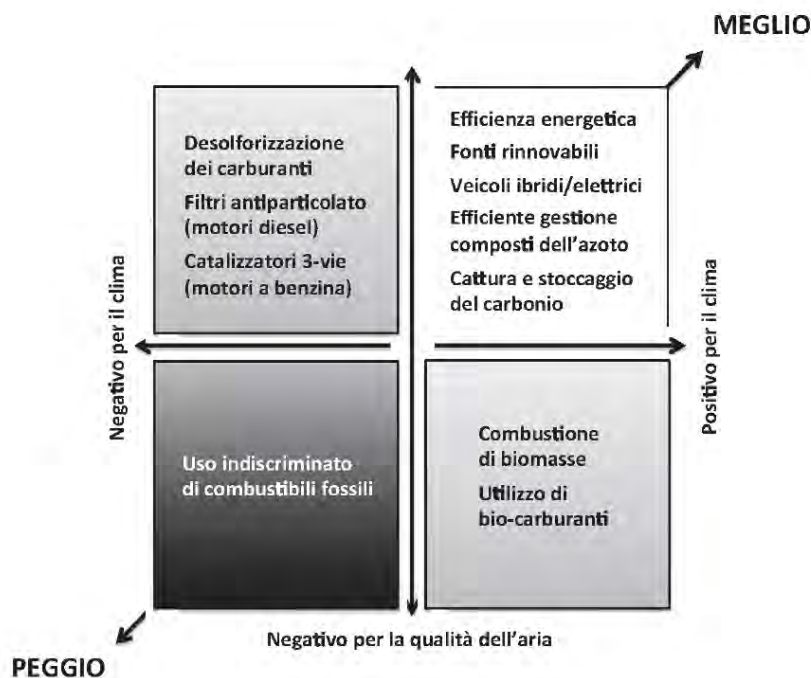 MEGLIO
Desolforizzazione
dei carburanti
Filtri antiparticolato
(motori diesel)
Catalizzatori 3-vie
(motori a benzina)
Efficienza energetica
Fonti rinnovabili
Veicoli ibridi/elettrici
Efficiente gestione
composti dell'azoto
Cattura e stoccaggio
del carbonio
Negativo per il clima
Positivo per il clima
Uso indiscriminato
di combustibili fossili
Combustione
di biomasse
Utilizzo di
bio-carburanti
Negativo per la qualità dell'aria
PEGGIO